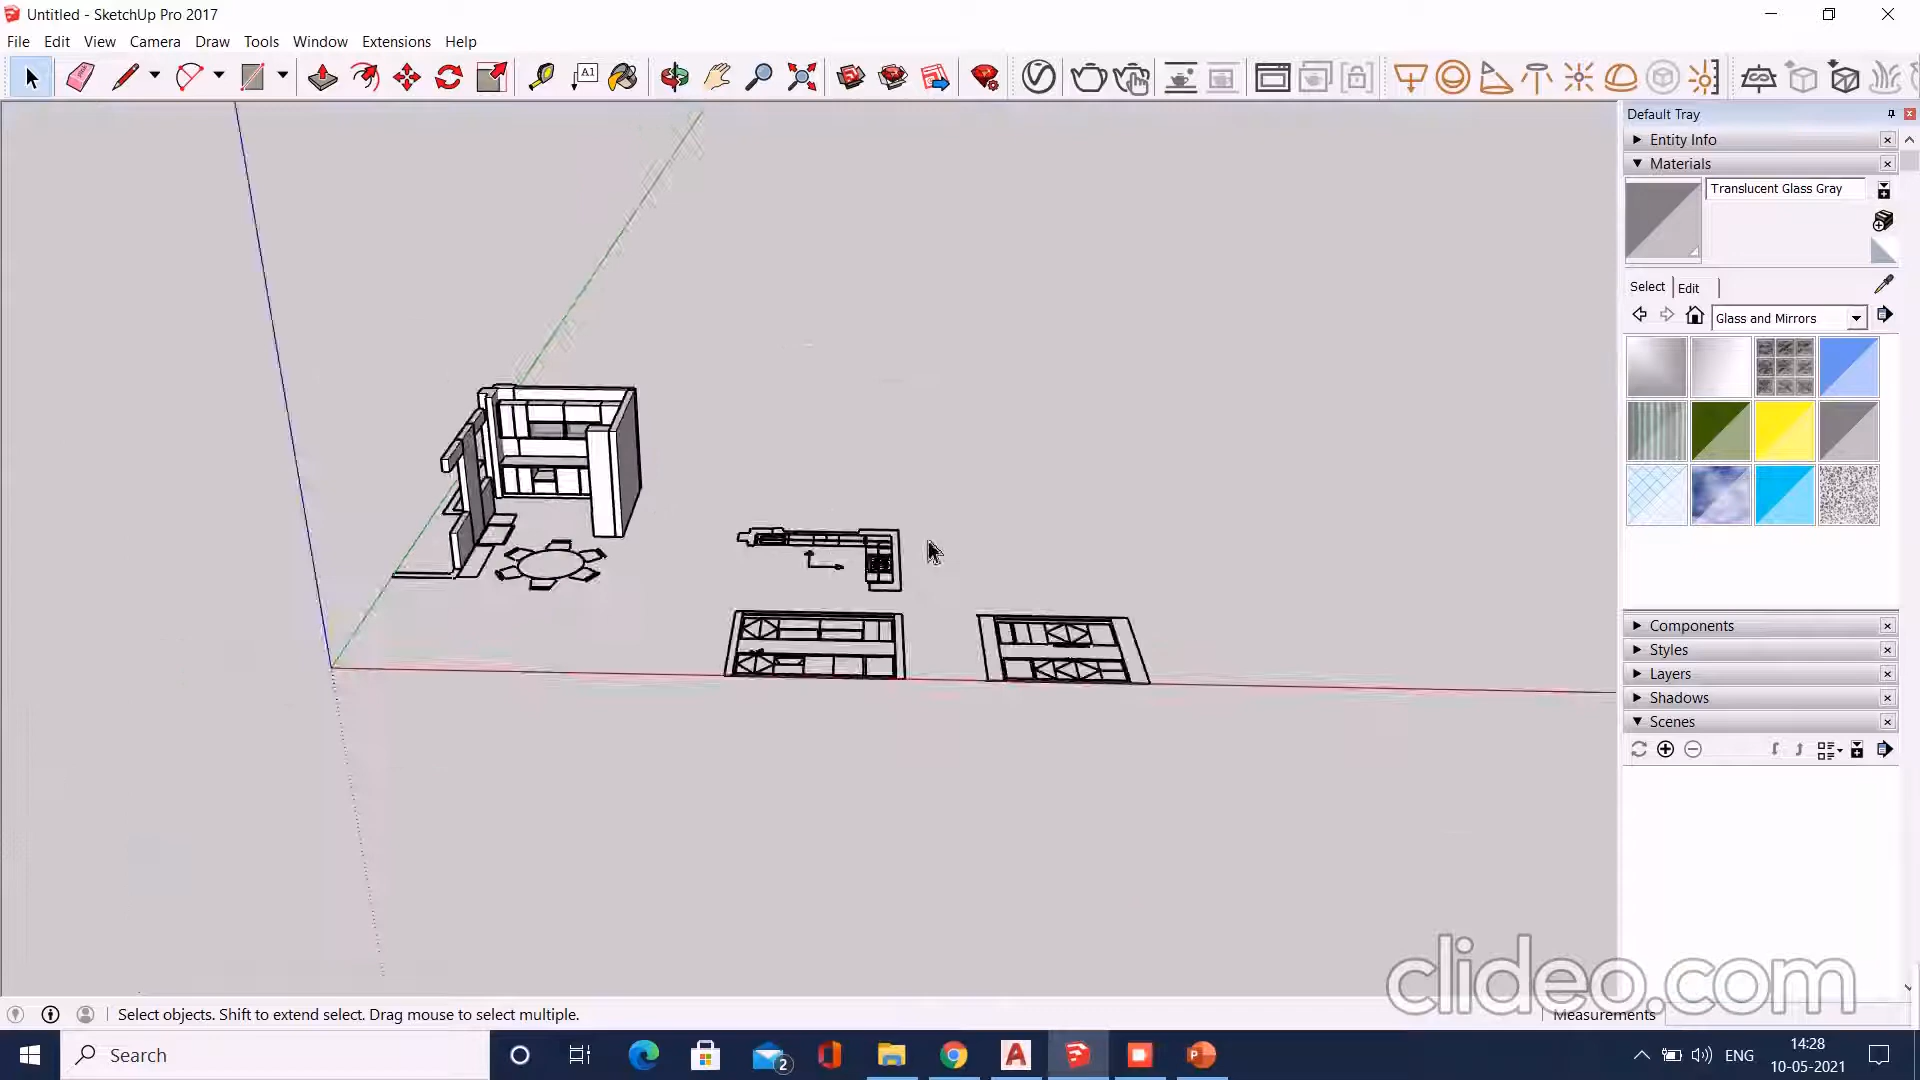 Untitled - SketchUp Pro 2017
File Edit View Camera Draw Tools Window Extensions Help
A1
Default Tray
Entity Info
Materials
Translucent Glass Gray
Select Edit
Glass and Mirrors
Components
Styles
Layers
Shadows
Scenes
clideo.com
Select objects. Shift to extend select. Drag mouse to select multiple.
Measurements
Search
2
ENG
14:28
10-05-2021